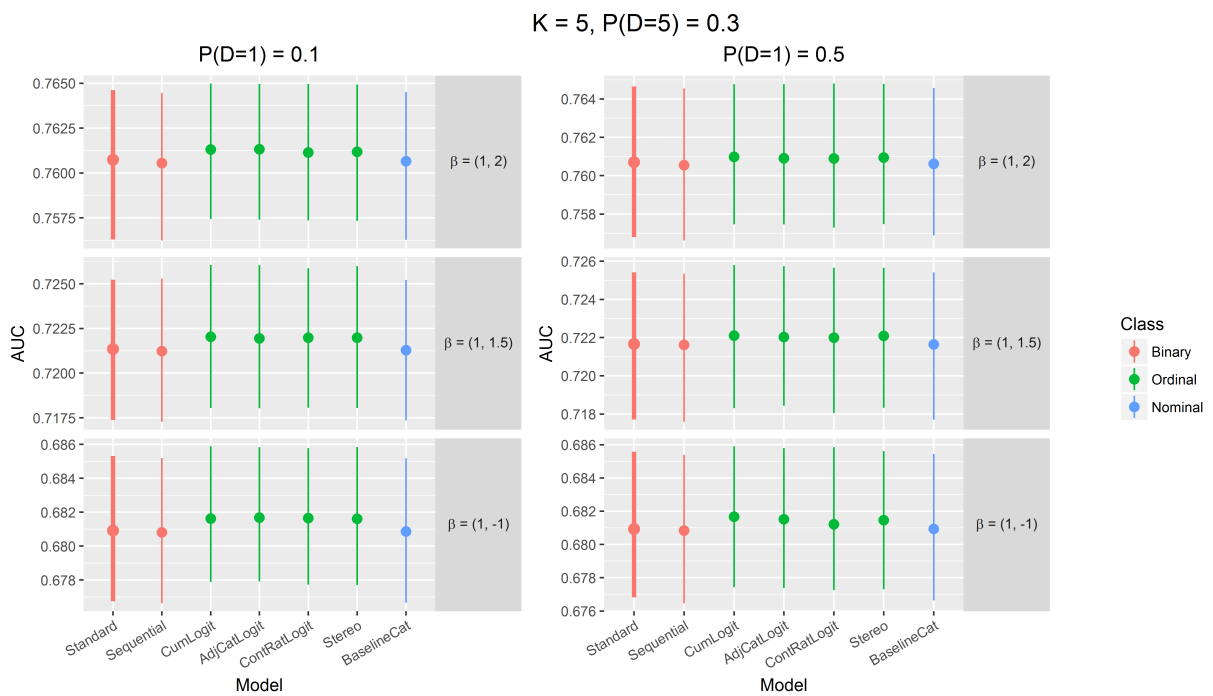 K = 5, P(D=5) = 0.3
P(D=1) = 0.1
AUC
0.7650
0.7625
0.7600
0.7575
β = (1, 2)
0.7250
0.7225
0.7200
0.7175
β = (1, 1.5)
0.686
0.684
0.682
0.680
0.678
β = (1, -1)
Standard
Sequential
CumLogit
AdjCatLogit
ContRatLogit
Stereo
BaselineCat
Model
P(D=1) = 0.5
AUC
0.764
0.762
0.760
0.758
β = (1, 2)
0.726
0.724
0.722
0.720
0.718
β = (1, 1.5)
0.686
0.684
0.682
0.680
0.678
0.676
β = (1, -1)
Standard
Sequential
CumLogit
AdjCatLogit
ContRatLogit
Stereo
BaselineCat
Model
Class
Binary
Ordinal
Nominal